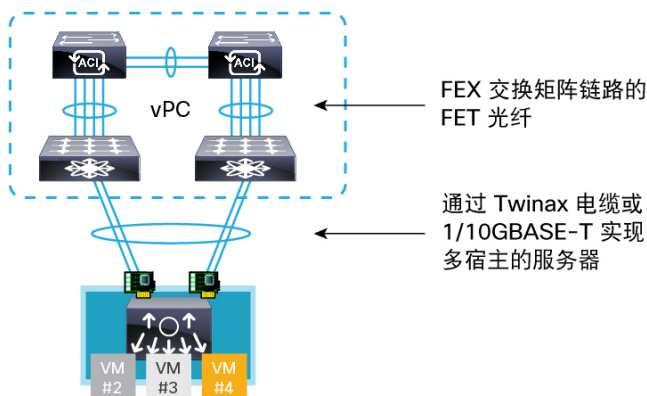 ACI
ACI
vPC
FEX 交换矩阵链路的
FET 光纤
通过 Twinax 电缆或
1/10GBASE-T 实现
多宿主的服务器
VM
#2
VM
#3
VM
#4